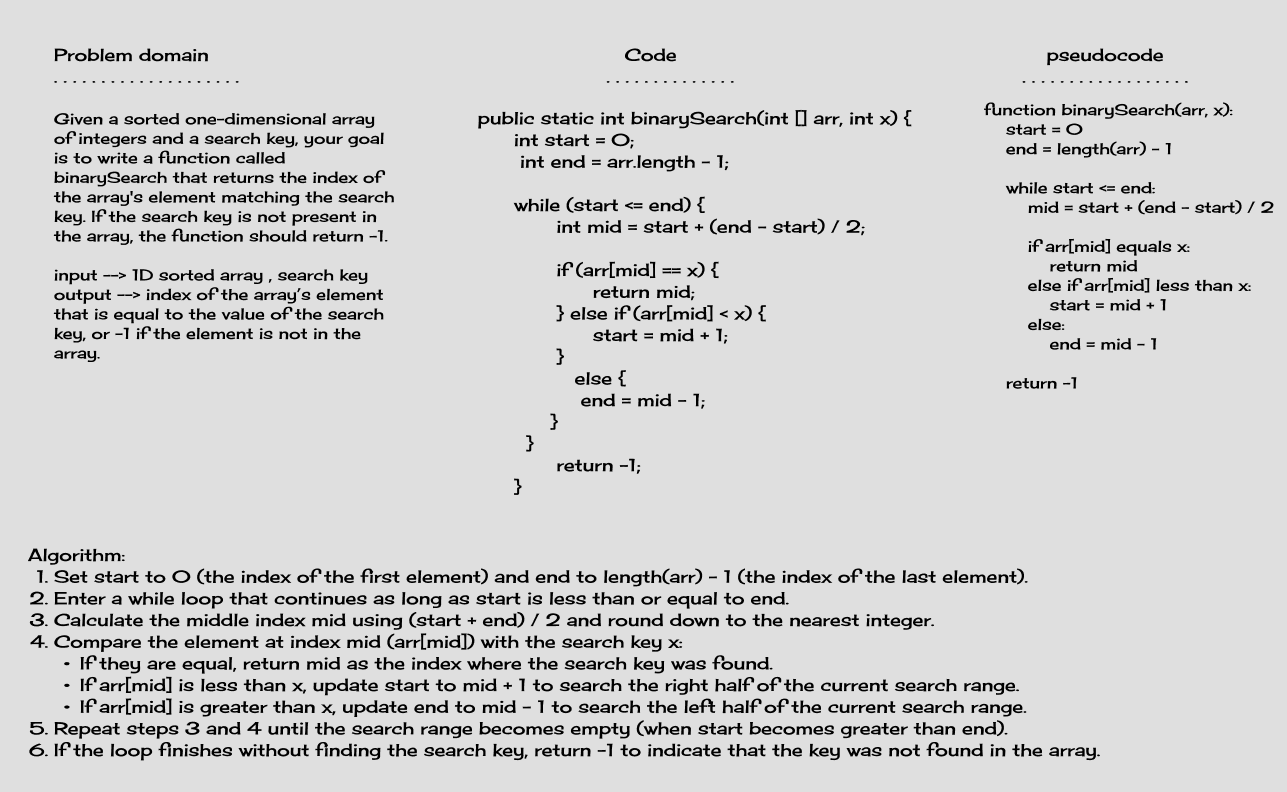 Problem domain
. . . . . . . . . . . . . . . . . . . .
Given a sorted one-dimensional array
of integers and a search key, your goal
is to write a function called
binarySearch that returns the index of
the array's element matching the search
key. If the search key is not present in
the array, the function should return -1.
input --> 1D sorted array , search key
output --> index of the array's element
that is equal to the value of the search
key, or -1 if the element is not in the
array.
Code
. . . . . . . . . . . . . .
public static int binarySearch(int [] arr, int x) {
int start = 0;
int end = arr.length - 1;
while (start <= end) {
int mid = start + (end - start) / 2;
if (arr[mid] == x) {
return mid;
} else if (arr[mid] < x) {
start = mid + 1;
}
else {
end = mid - 1;
}
}
return -1;
}
pseudocode
. . . . . . . . . . . . . . . . . .
function binarySearch(arr, x):
start = 0
end = length(arr) - 1
while start <= end:
mid = start + (end - start) / 2
if arr[mid] equals x:
return mid
else if arr[mid] less than x:
start = mid + 1
else:
end = mid - 1
return -1
Algorithm:
1. Set start to 0 (the index of the first element) and end to length(arr) - 1 (the index of the last element).
2. Enter a while loop that continues as long as start is less than or equal to end.
3. Calculate the middle index mid using (start + end) / 2 and round down to the nearest integer.
4. Compare the element at index mid (arr[mid]) with the search key x:
• If they are equal, return mid as the index where the search key was found.
• If arr[mid] is less than x, update start to mid + 1 to search the right half of the current search range.
• If arr[mid] is greater than x, update end to mid - 1 to search the left half of the current search range.
5. Repeat steps 3 and 4 until the search range becomes empty (when start becomes greater than end).
6. If the loop finishes without finding the search key, return -1 to indicate that the key was not found in the array.